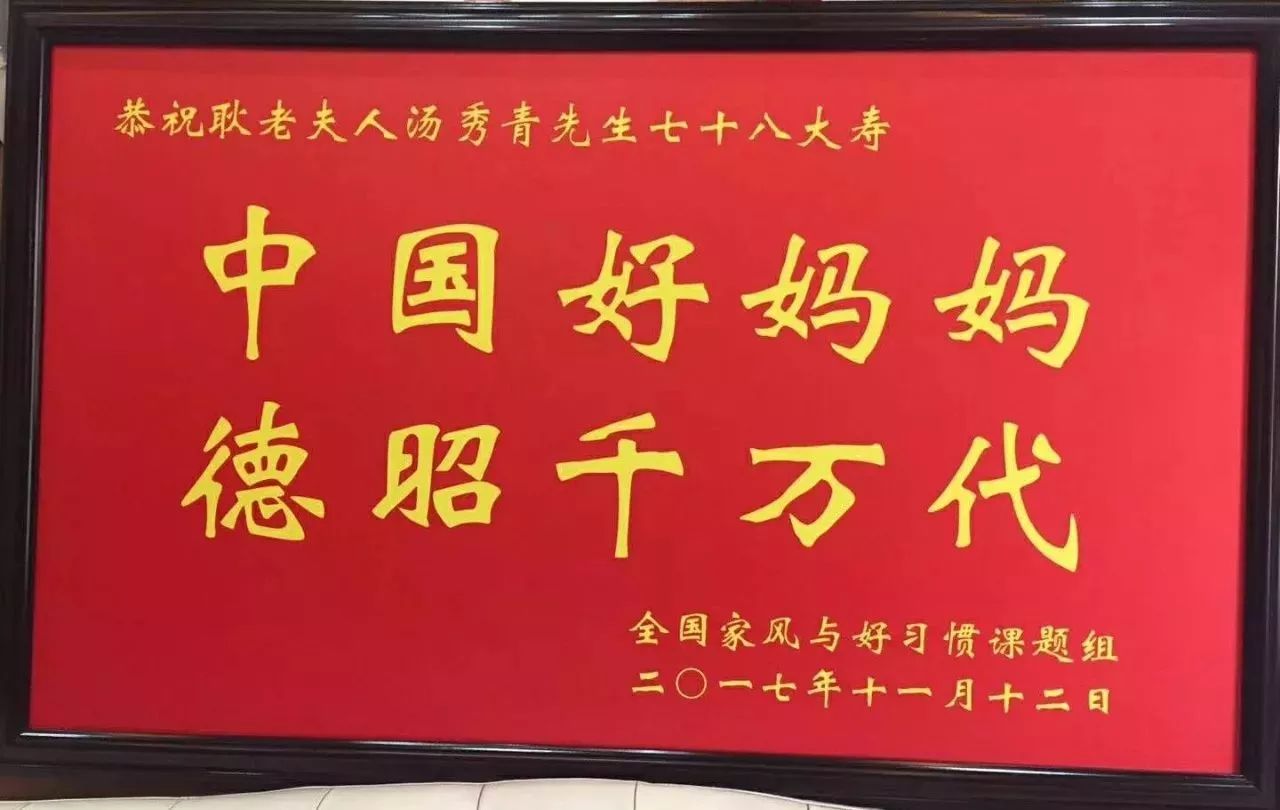 恭祝耿老夫人汤秀青先生七十八大寿
中国好妈妈
德昭千万代
全国家风与好习惯课题组
二〇一七年十一月十二日